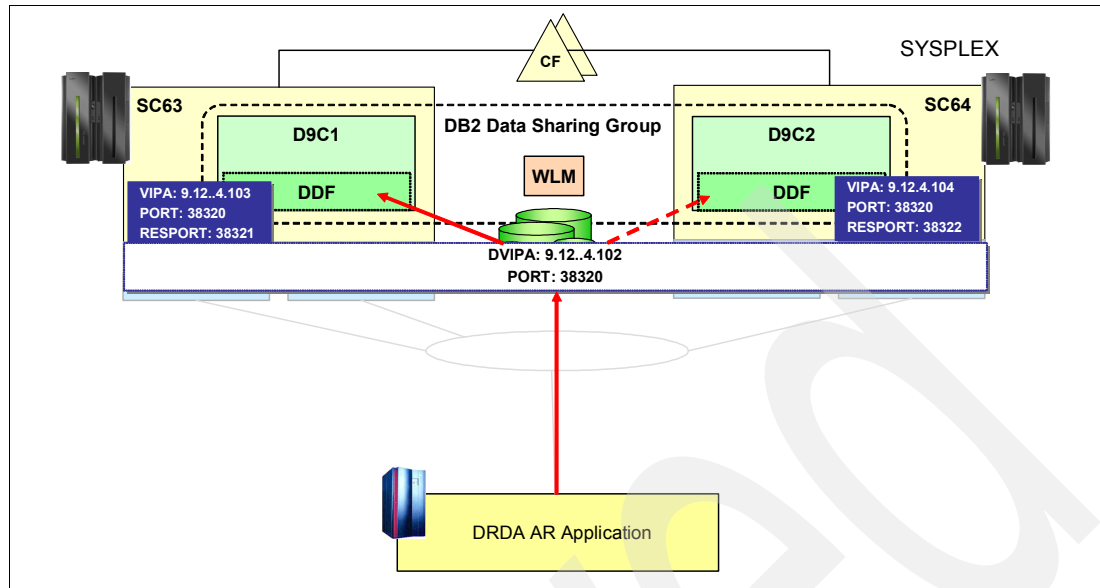 SYSPLEX
CF
SC63
SC64
D9C1
DB2 Data Sharing Group
D9C2
WLM
DDF
DDF
VIPA: 9.12..4.103
PORT: 38320
RESPORT: 38321
VIPA: 9.12.4.104
PORT: 38320
RESPORT: 38322
DVIPA: 9.12..4.102
PORT: 38320
DRDA AR Application